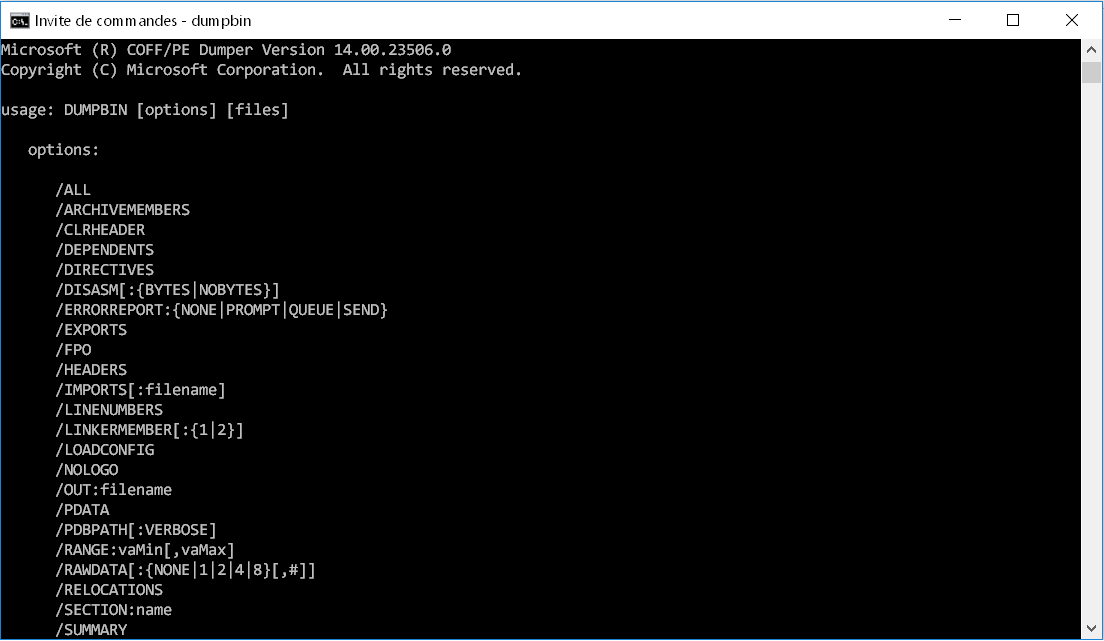 Invite de commandes - dumpbin
Microsoft (R) COFF/PE Dumper Version 14.00.23506.0
Copyright (C) Microsoft Corporation.  All rights reserved.
usage: DUMPBIN [options] [files]
options:
/ALL
/ARCHIVEMEMBERS
/CLRHEADER
/DEPENDENTS
/DIRECTIVES
/DISASM[:{BYTES|NOBYTES}]
/ERRORREPORT:{NONE|PROMPT|QUEUE|SEND}
/EXPORTS
/FPO
/HEADERS
/IMPORTS[:filename]
/LINENUMBERS
/LINKERMEMBER[:{1|2}]
/LOADCONFIG
/NOLOGO
/OUT:filename
/PDATA
/PDBPATH[:VERBOSE]
/RANGE:vaMin[,vaMax]
/RAWDATA[:{NONE|1|2|4|8}[,#]]
/RELOCATIONS
/SECTION:name
/SUMMARY